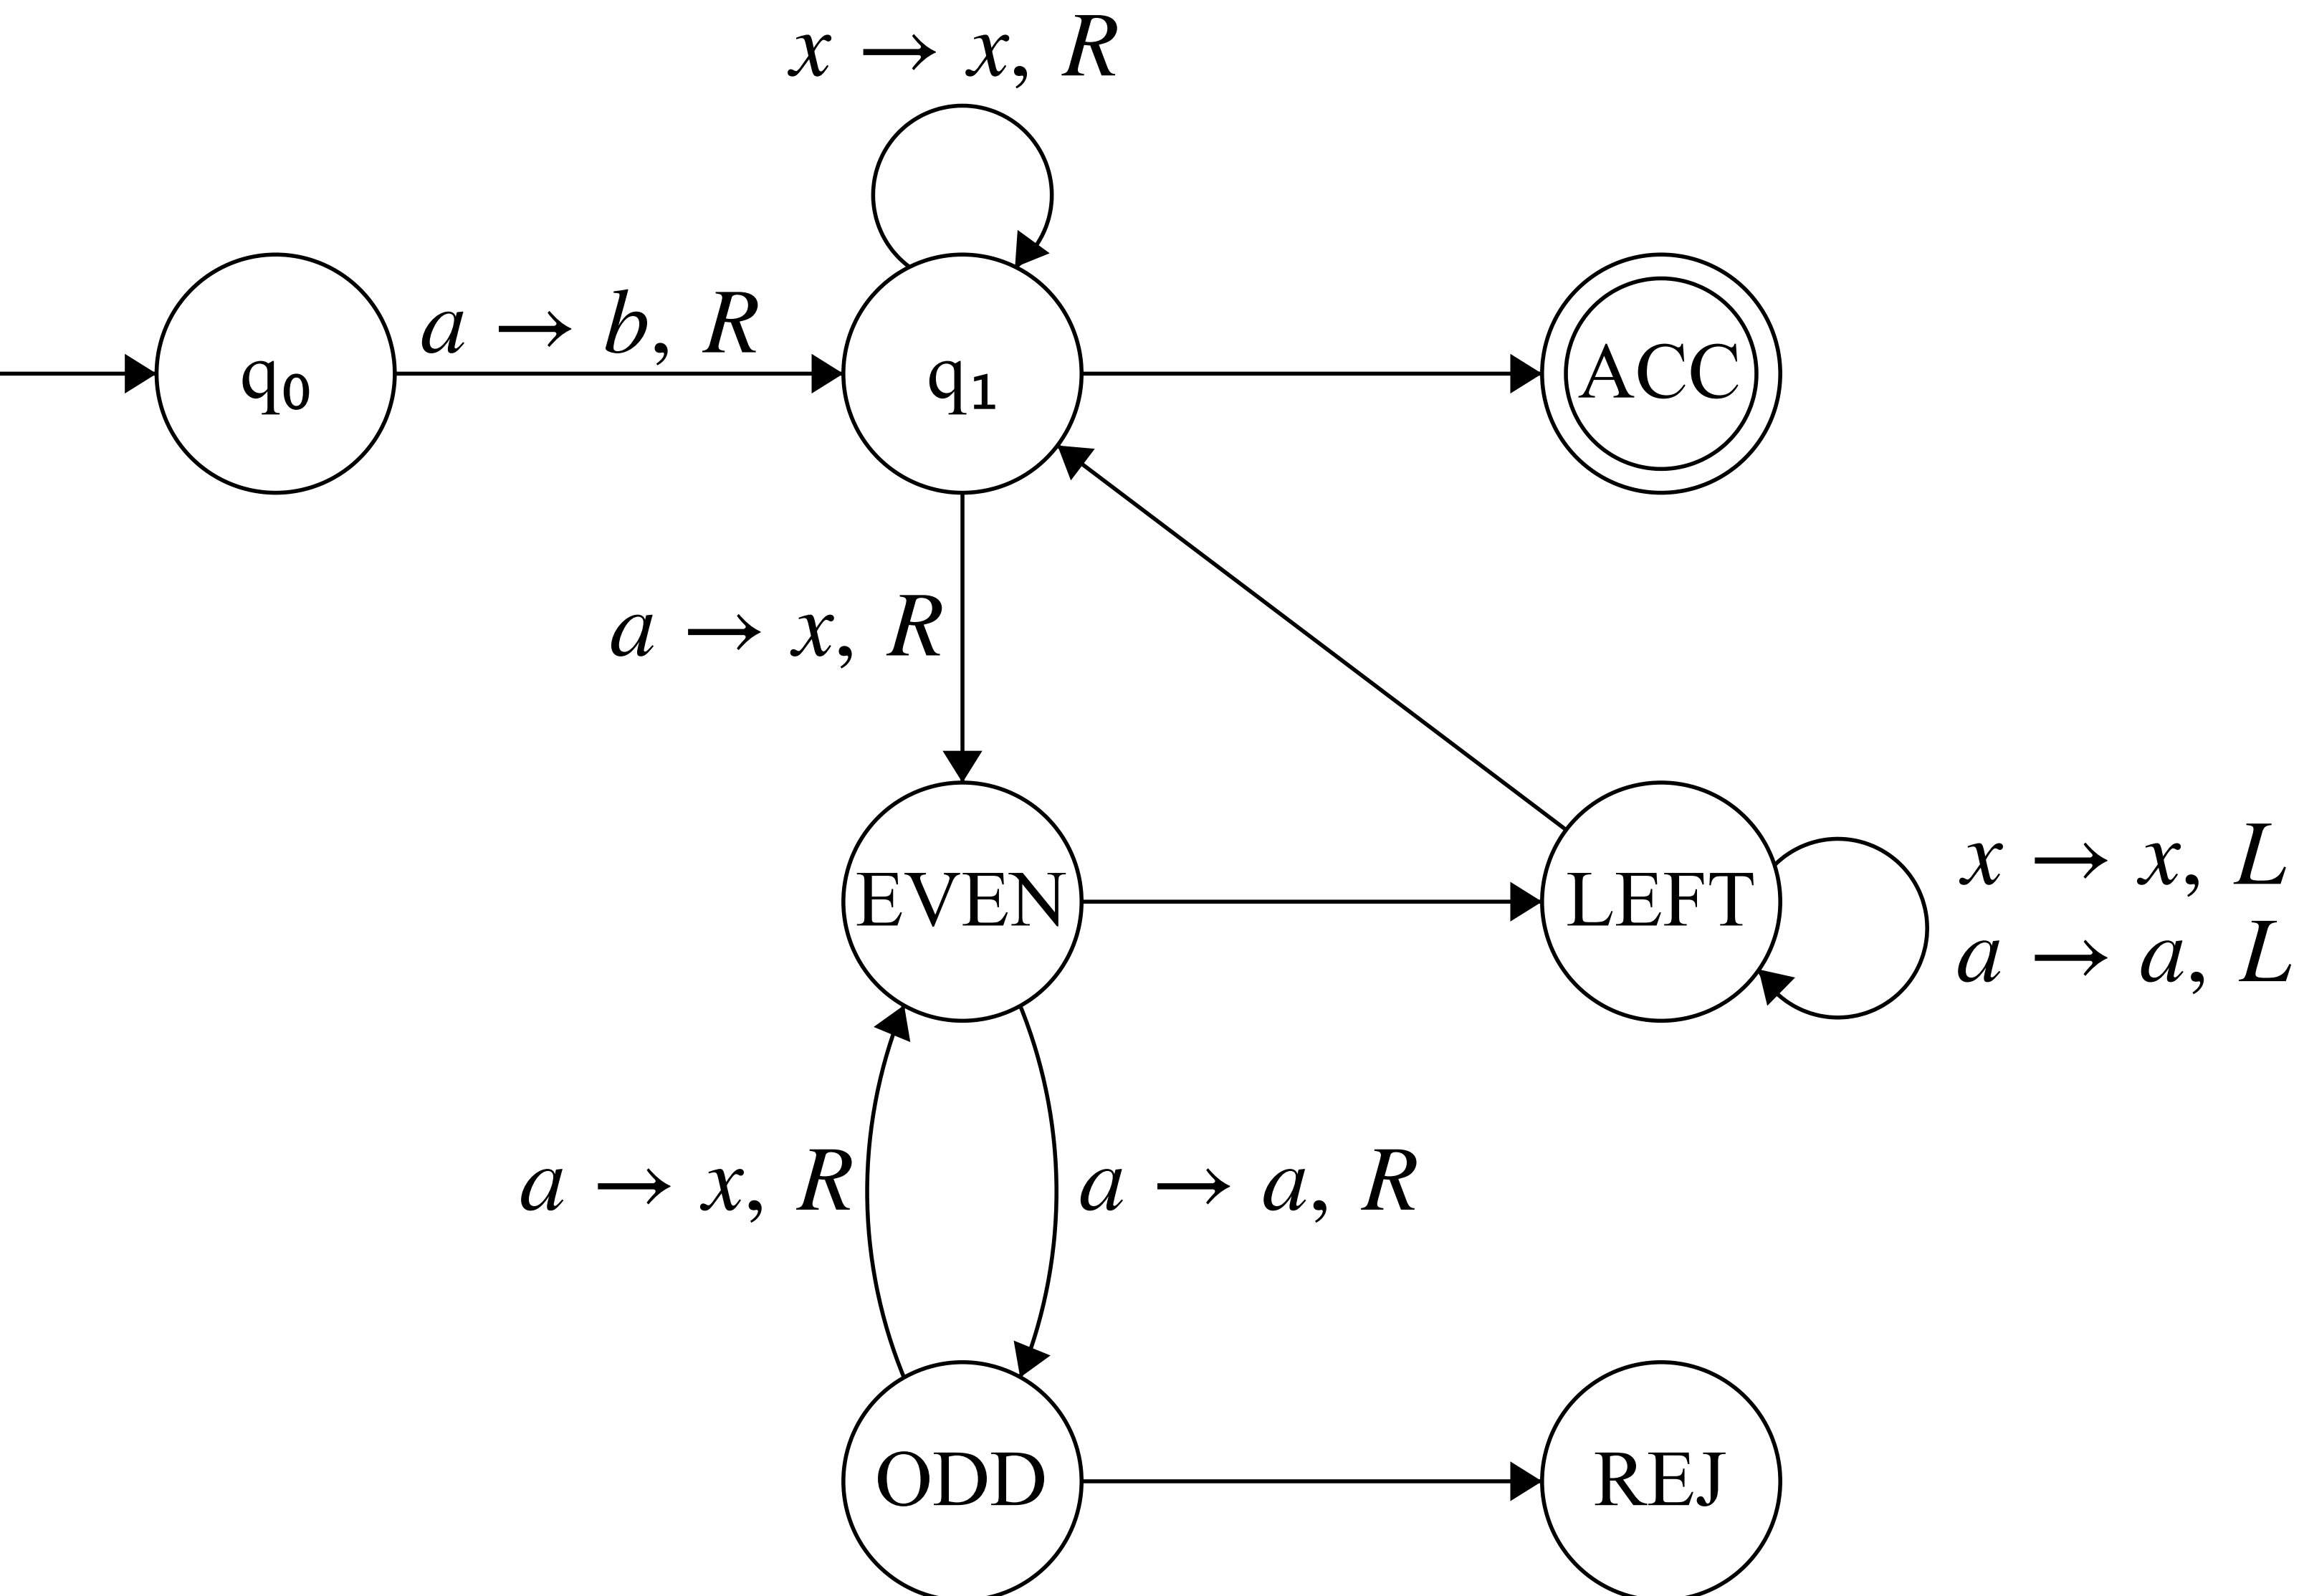 x → x, R
a → b, R
q₀
q₁
ACC
a → x, R
EVEN
LEFT
x → x, L
a → a, L
a → x, R
a → a, R
ODD
REJ